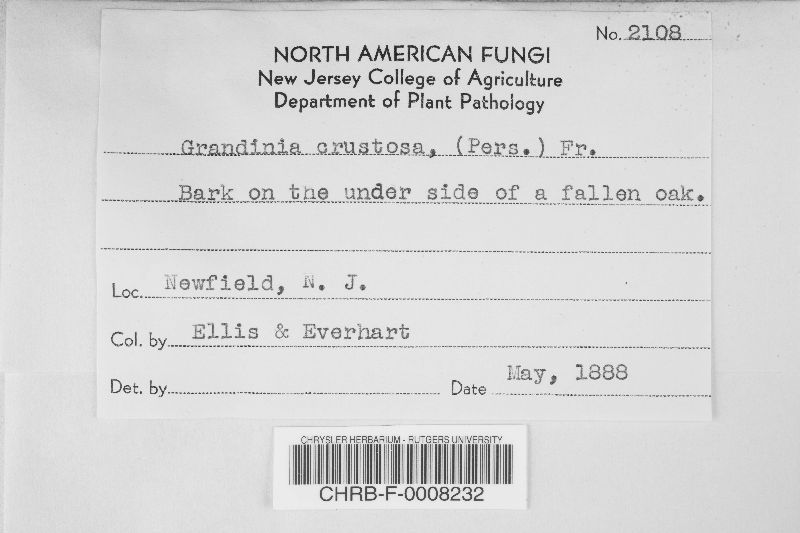 No. 2108
NORTH AMERICAN FUNGI
New Jersey College of Agriculture
Department of Plant Pathology
Grandinia crustosa, (Pers.) Fr.
Bark on the under side of a fallen oak.
Loc. Newfield, N. J.
Col. by Ellis & Everhart
Det. by
Date May, 1888
CHRYSLER HERBARIUM - RUTGERS UNIVERSITY
CHRB-F-0008232